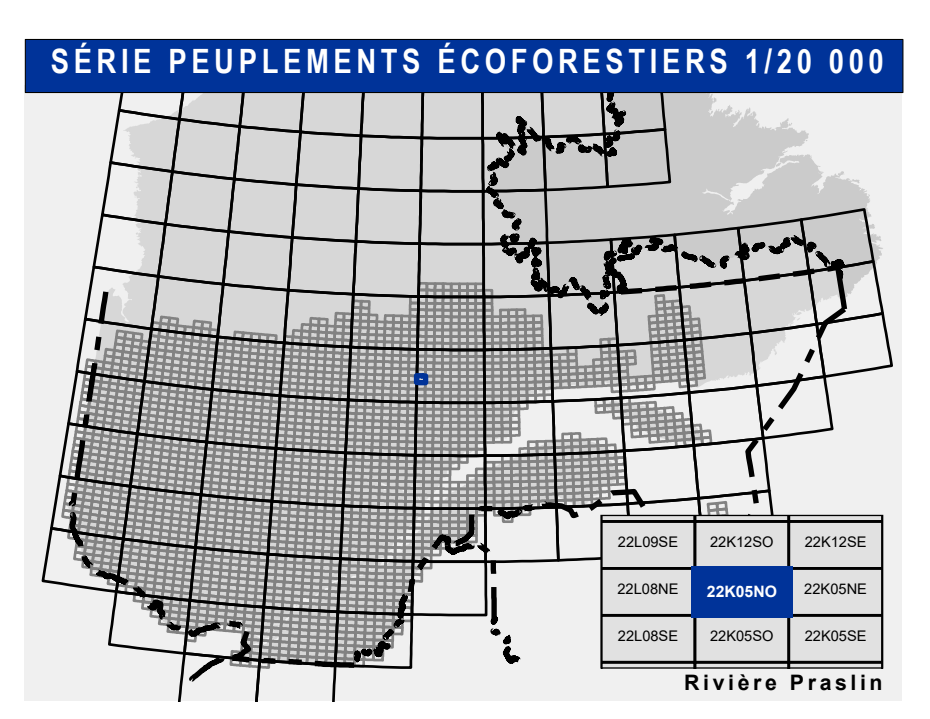 SÉRIE PEUPLEMENTS ÉCOFORESTIERS 1/20 000
22L09SE 22K12SO 22K12SE
22L08NE 22K05NO 22K05NE
22L08SE 22K05SO 22K05SE
Rivière Praslin